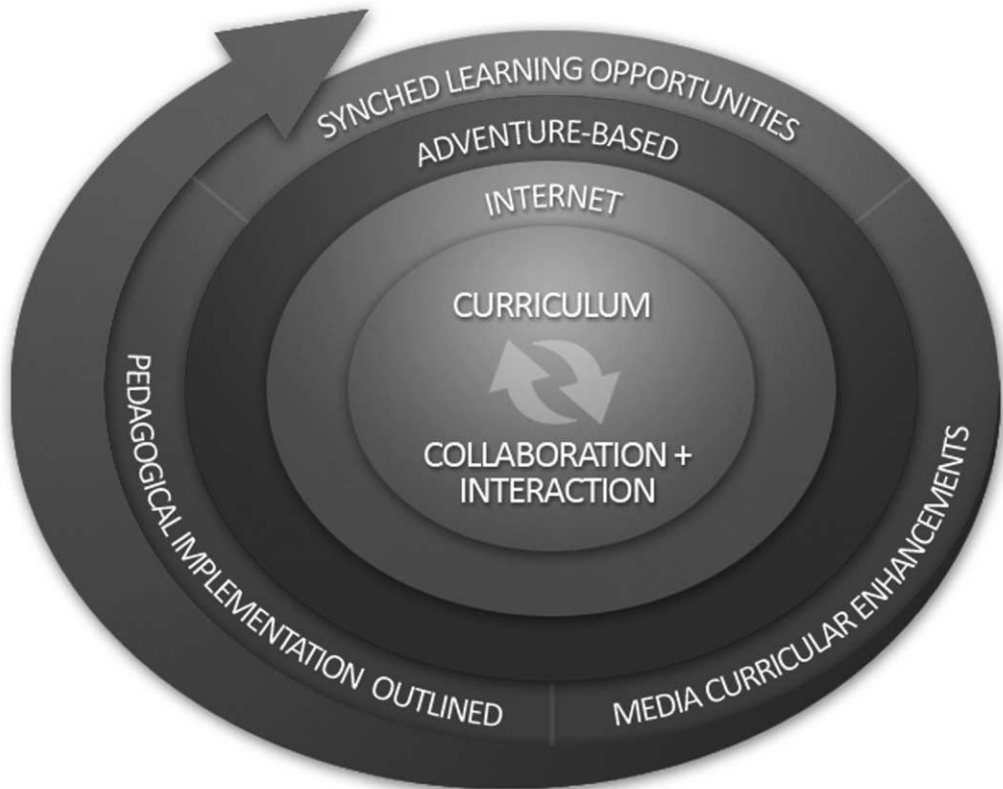 SYNCHED LEARNING OPPORTUNITIES
ADVENTURE-BASED
INTERNET
CURRICULUM
COLLABORATION +
INTERACTION
PEDAGOGICAL IMPLEMENTATION OUTLINED
MEDIA CURRICULAR ENHANCEMENTS